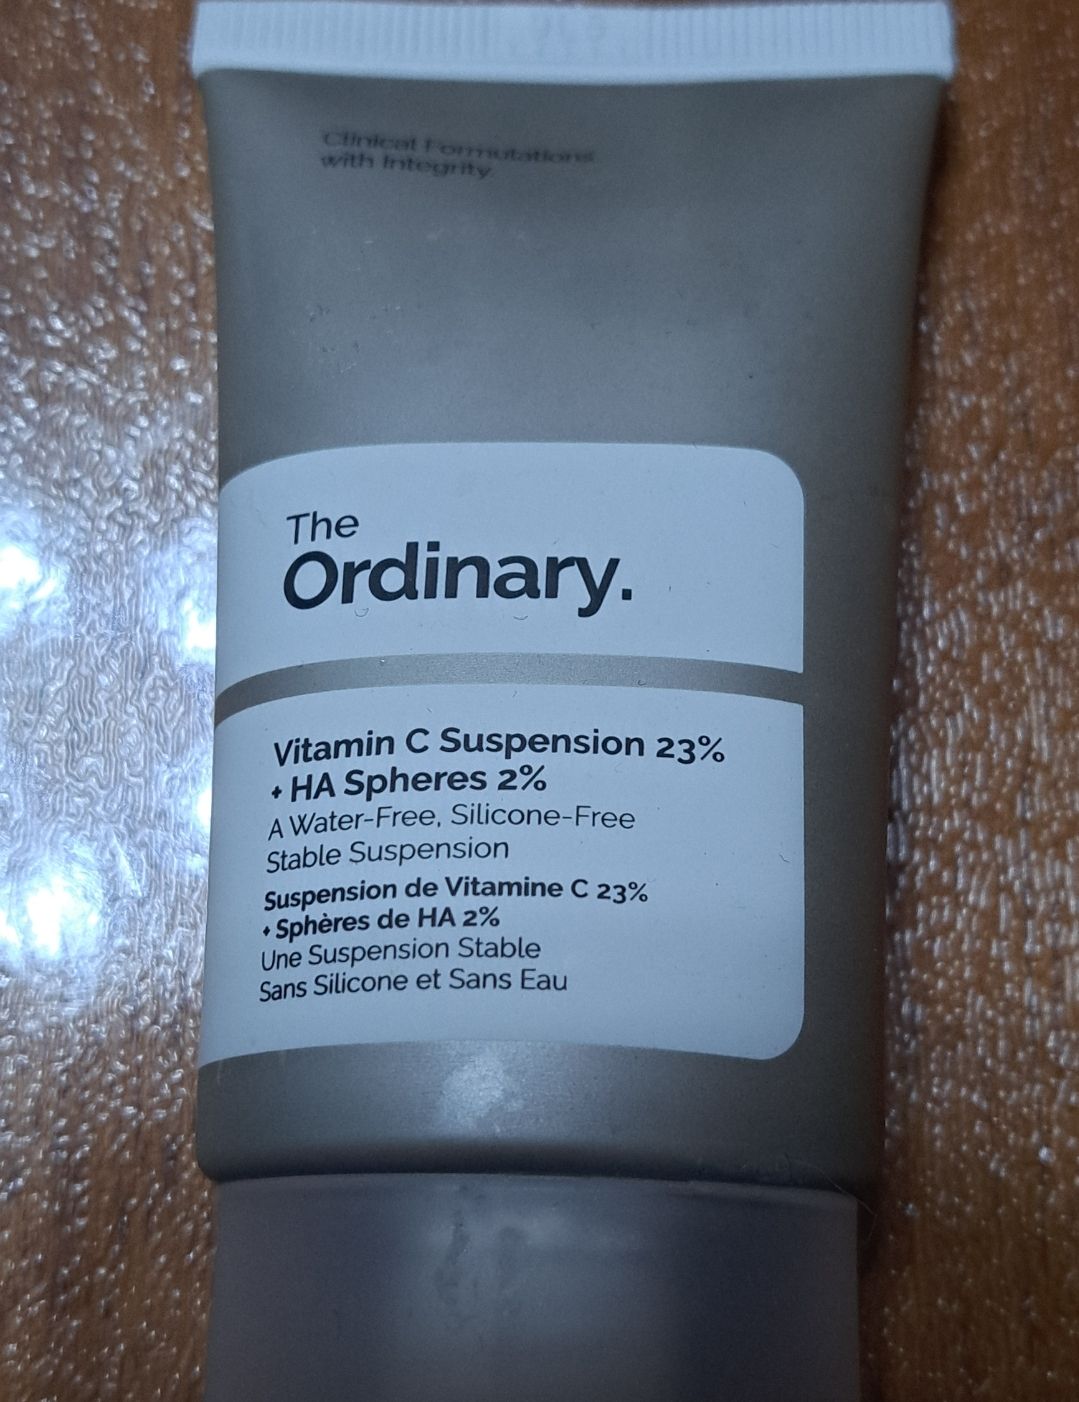 Clinical Formulations
with Integrity.
The
Ordinary.
Vitamin C Suspension 23%
+ HA Spheres 2%
A Water-Free, Silicone-Free
Stable Suspension
Suspension de Vitamine C 23%
+ Sphères de HA 2%
Une Suspension Stable
Sans Silicone et Sans Eau